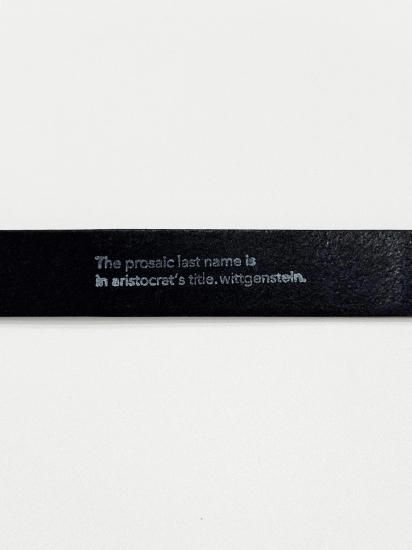 The prosaic last name is
in aristocrat's title. wittgenstein.